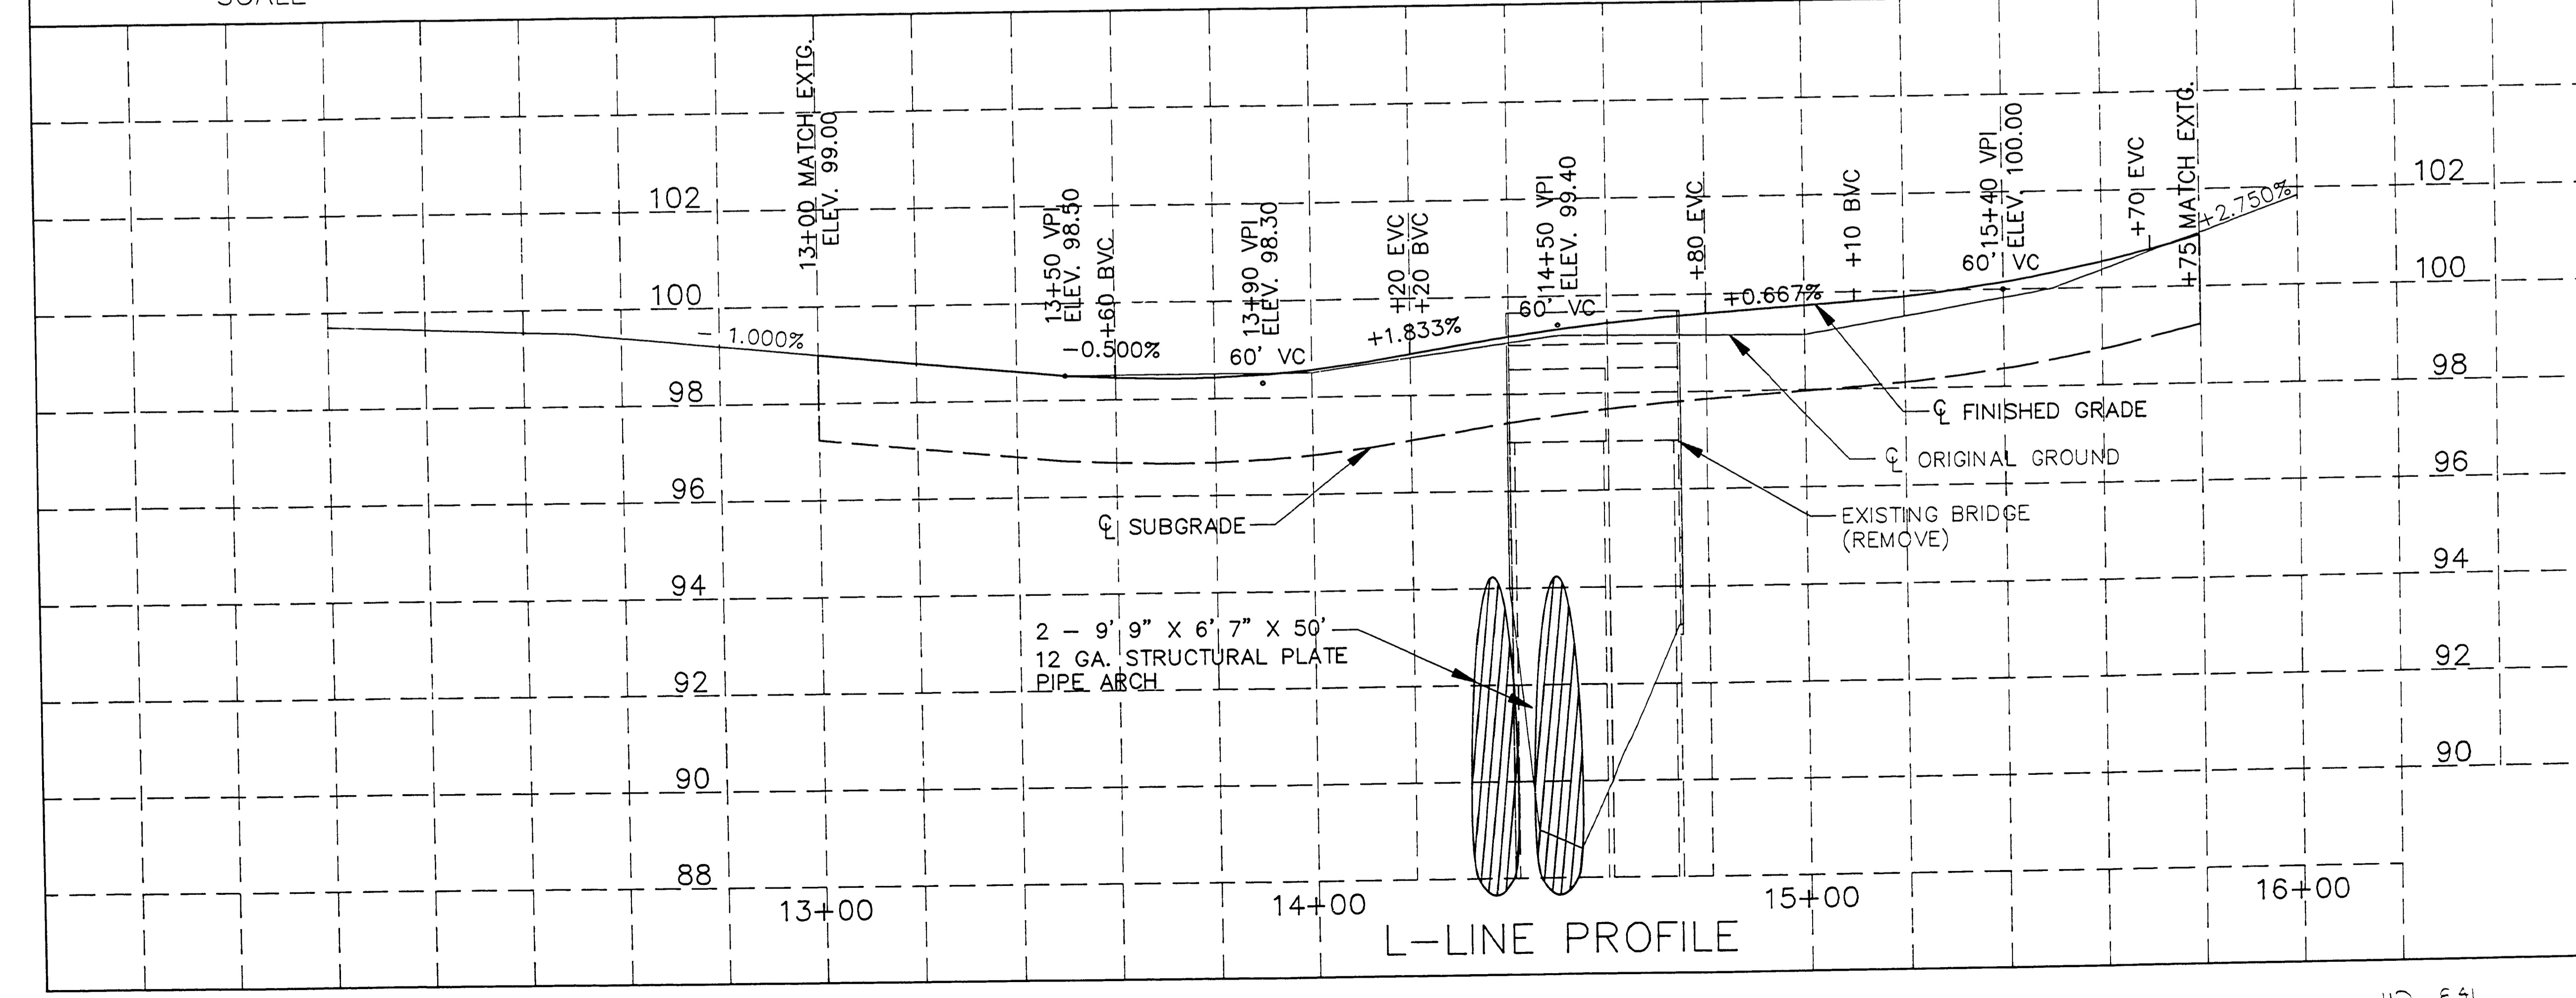 SCALE
13+00 MATCH EXTG.
ELEV. 99.00
13+50 VPI
ELEV. 98.50
+60 BVC
13+90 VPI
ELEV. 98.30
+20 EVC
+20 BVC
14+50 VPI
ELEV. 99.40
+80 EVC
+10 BVC
15+40 VPI
ELEV. 100.00
+70 EVC
+75 MATCH EXTG.
102
102
100
100
98
98
96
96
94
94
92
92
90
90
88
- 1.000%
-0.500%
60' VC
+1.833%
60' VC
+0.667%
60' VC
+2.750%
℄ FINISHED GRADE
℄ ORIGINAL GROUND
℄ SUBGRADE
EXISTING BRIDGE
(REMOVE)
2 - 9' 9" X 6' 7" X 50'
12 GA. STRUCTURAL PLATE
PIPE ARCH
13+00
14+00
15+00
16+00
L-LINE PROFILE